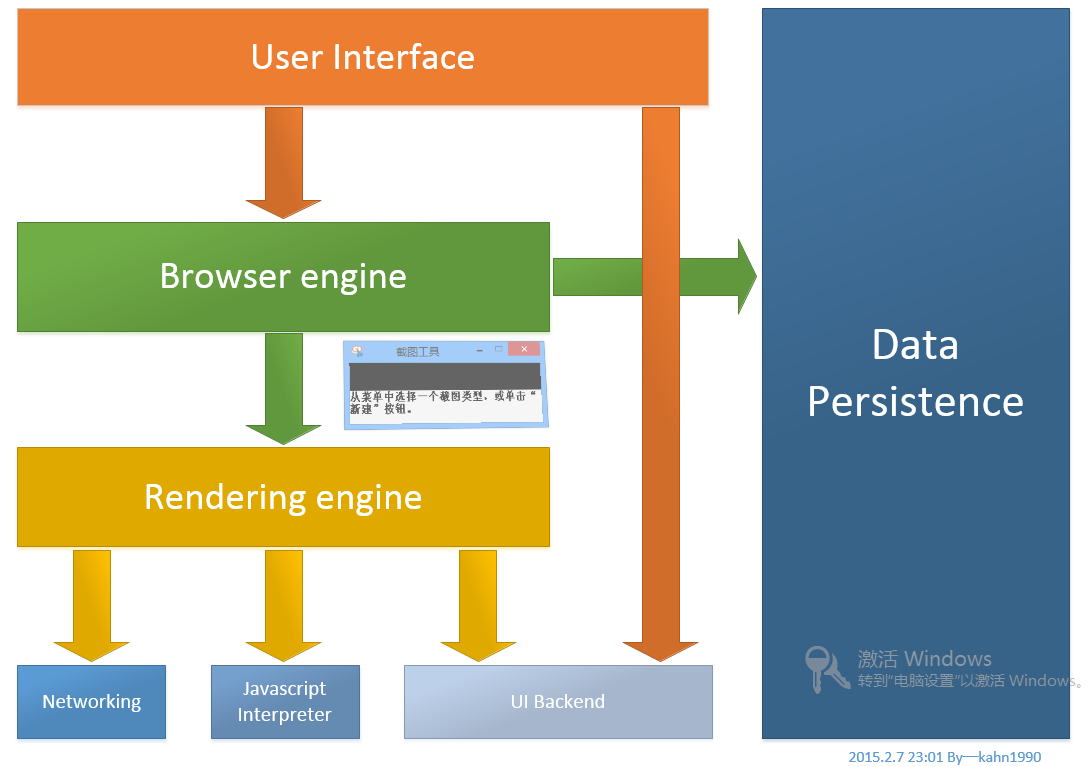 User Interface
Browser engine
截图工具
从菜单中选择一个截图类型、或单击“
新建”按钮。
Rendering engine
Data
Persistence
Networking
Javascript
Interpreter
UI Backend
激活 Windows
转到“电脑设置”以激活 Windows。
2015.2.7 23:01 By—kahn1990